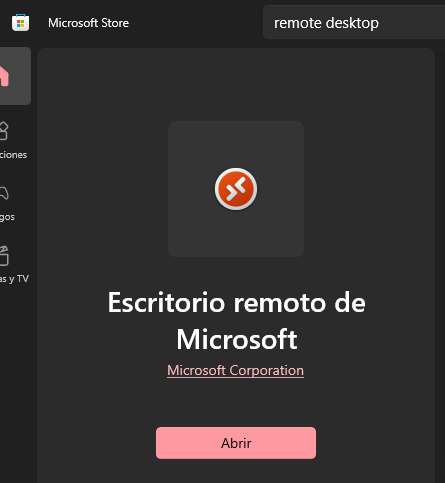 Microsoft Store
remote desktop
ciones
gos
as y TV
Escritorio remoto de
Microsoft
Microsoft Corporation
Abrir